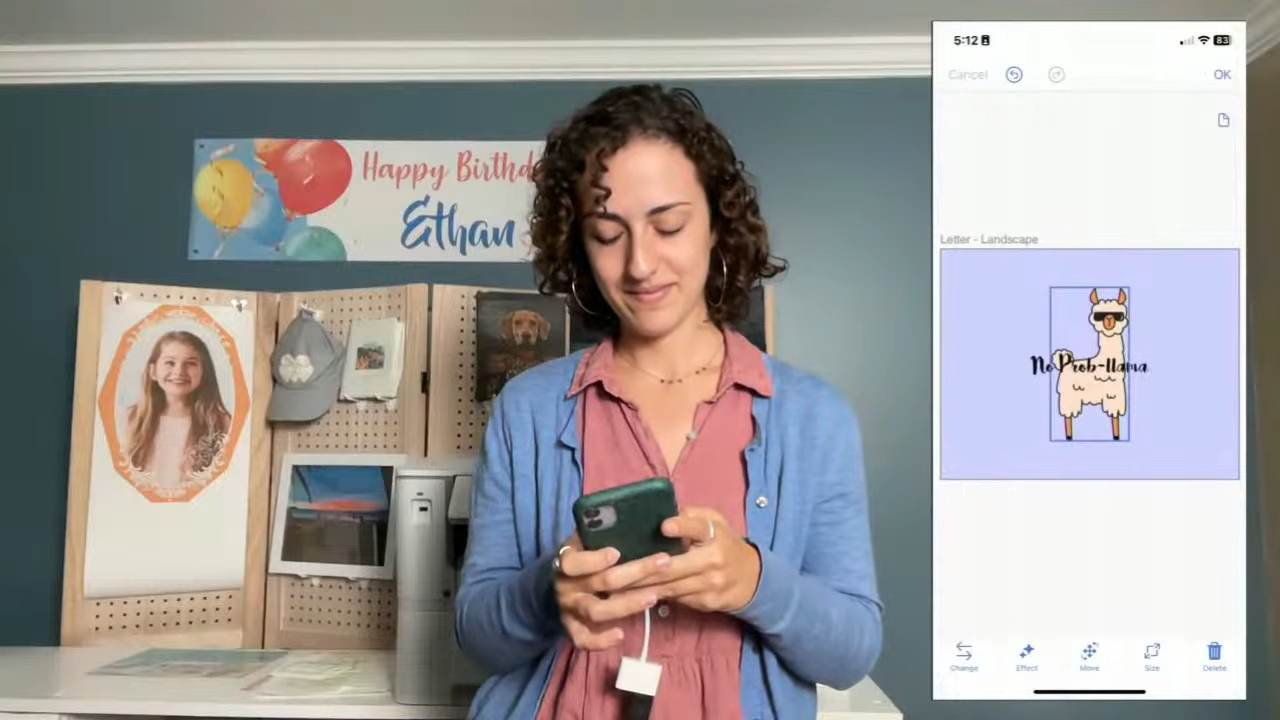 Happy Birthd
Ethan
5:12
83
Cancel
OK
Letter - Landscape
No Prob-llama
Change
Effect
Move
Size
Delete